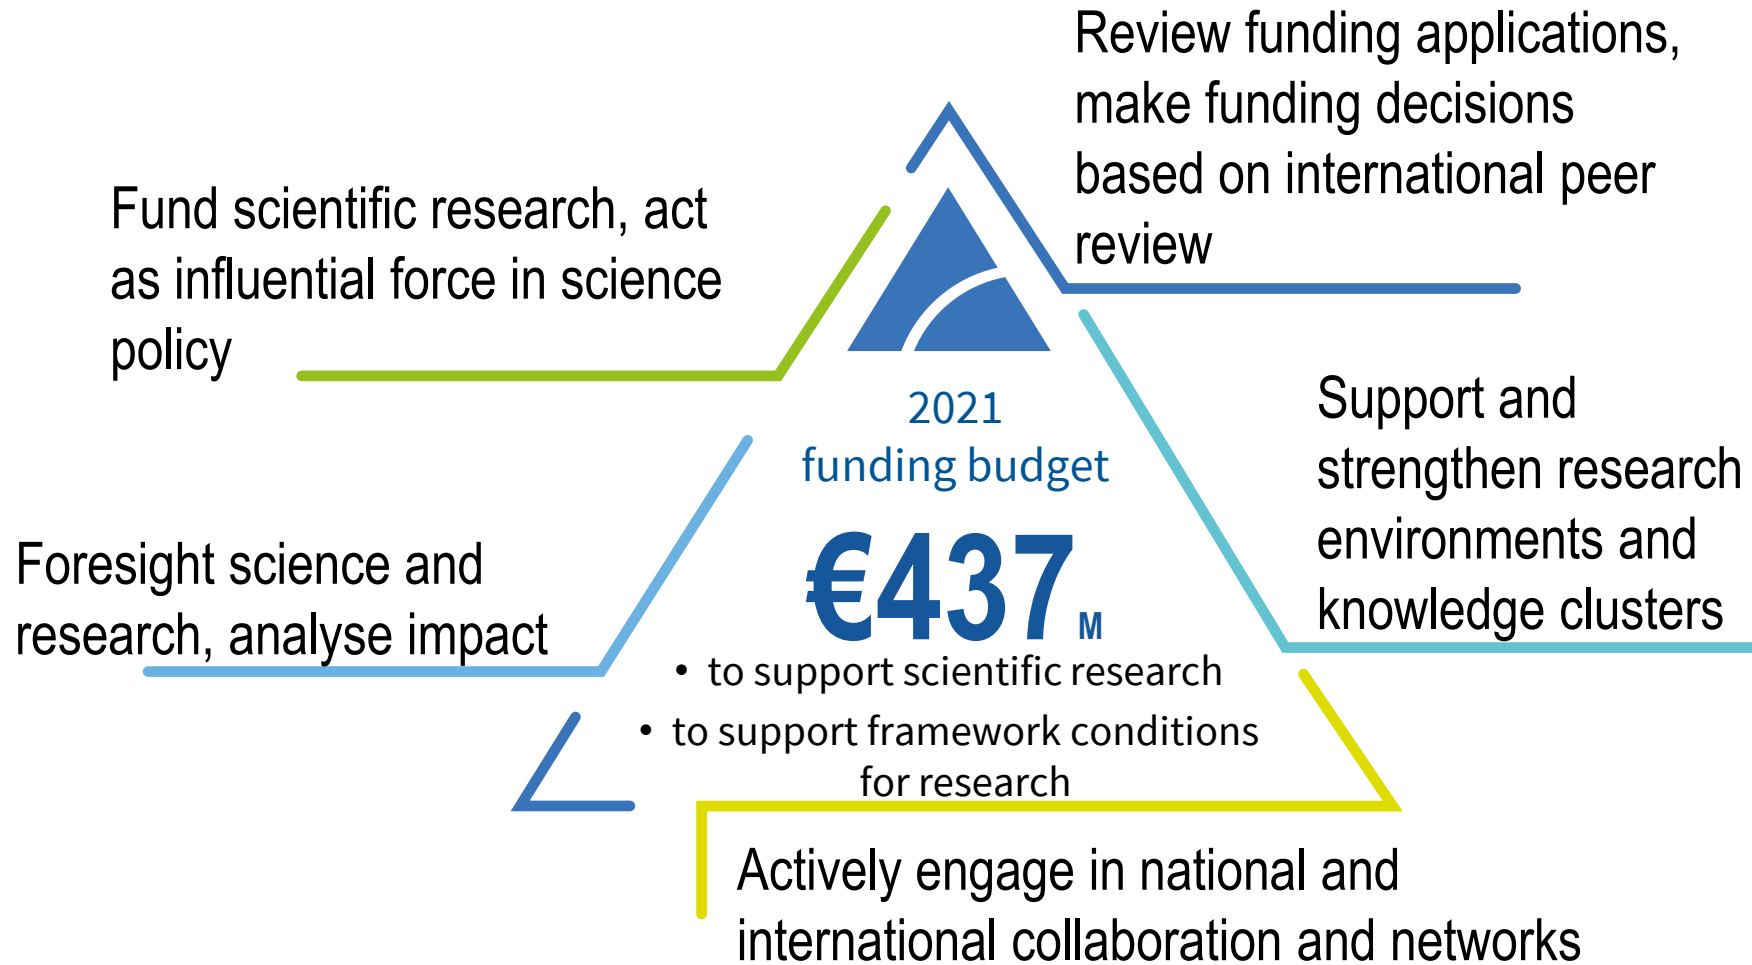 Review funding applications,
make funding decisions
based on international peer
review
Fund scientific research, act
as influential force in science
policy
2021
funding budget
€437 M
• to support scientific research
• to support framework conditions
for research
Support and
strengthen research
environments and
knowledge clusters
Foresight science and
research, analyse impact
Actively engage in national and
international collaboration and networks